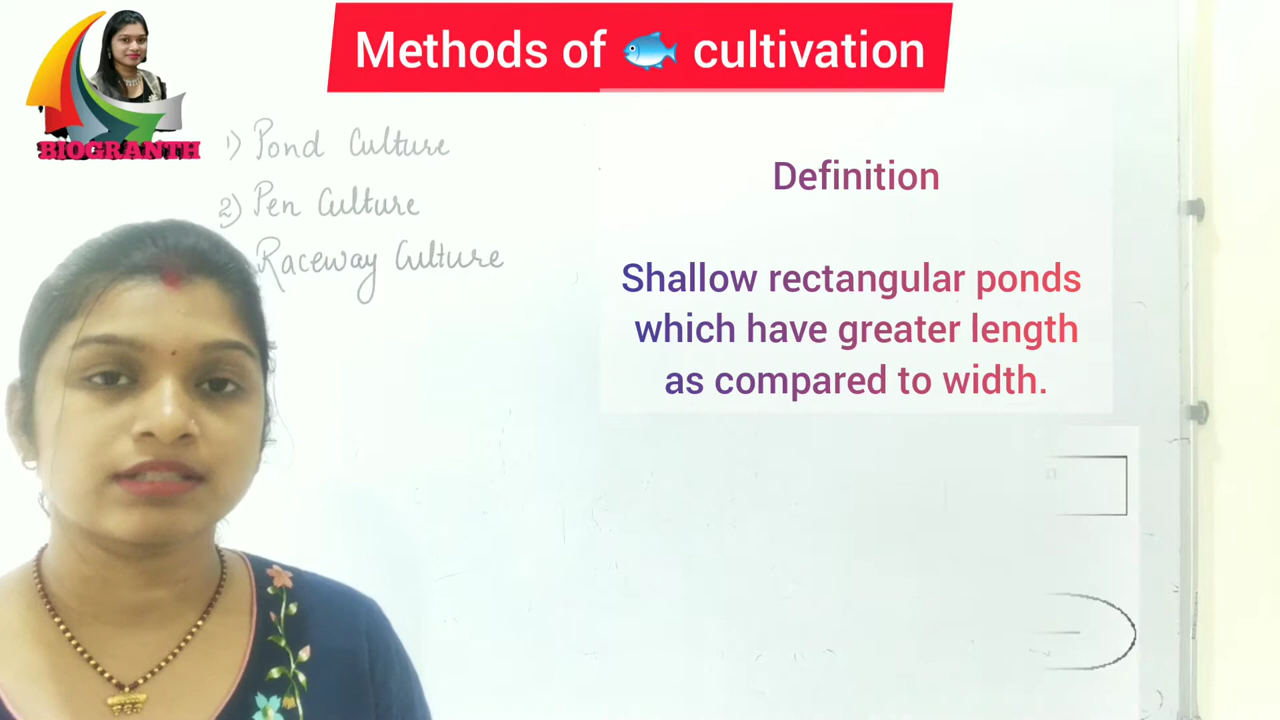 Methods of 🐟 cultivation
BIOGRANTH
1) Pond Culture
2) Pen Culture
Raceway Culture
Definition
Shallow rectangular ponds
which have greater length
as compared to width.